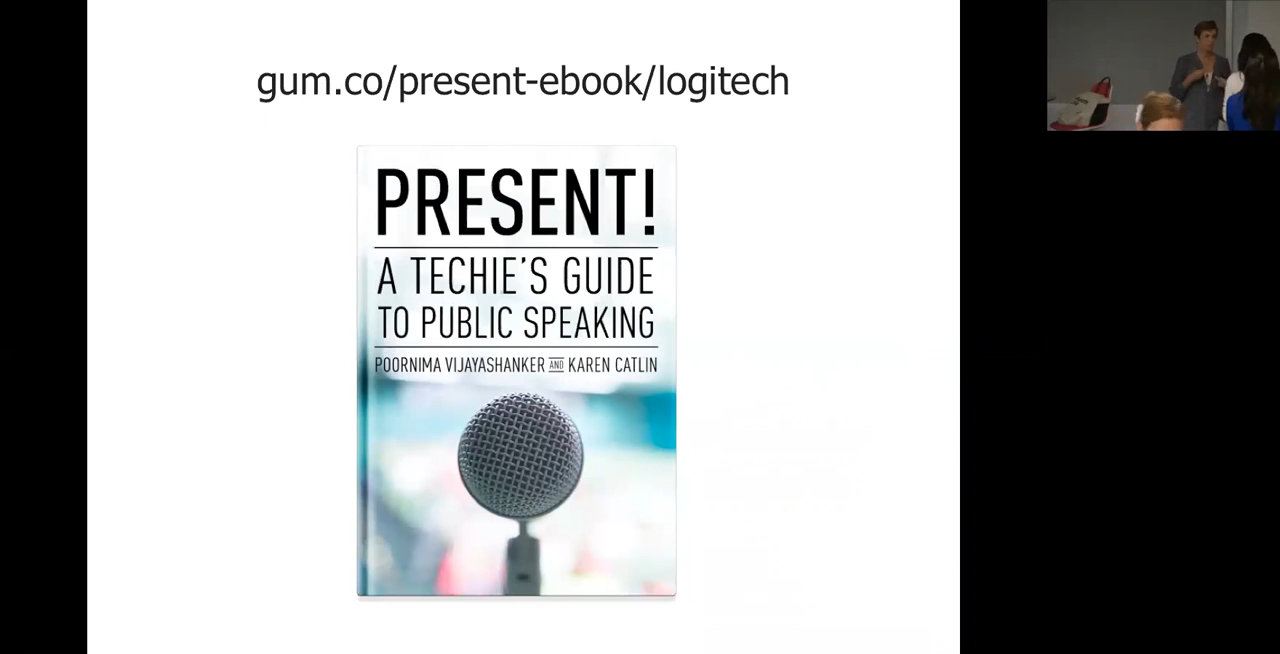 gum.co/present-ebook/logitech
PRESENT!
A TECHIE'S GUIDE
TO PUBLIC SPEAKING
POORNIMA VIJAYASHANKER AND KAREN CATLIN